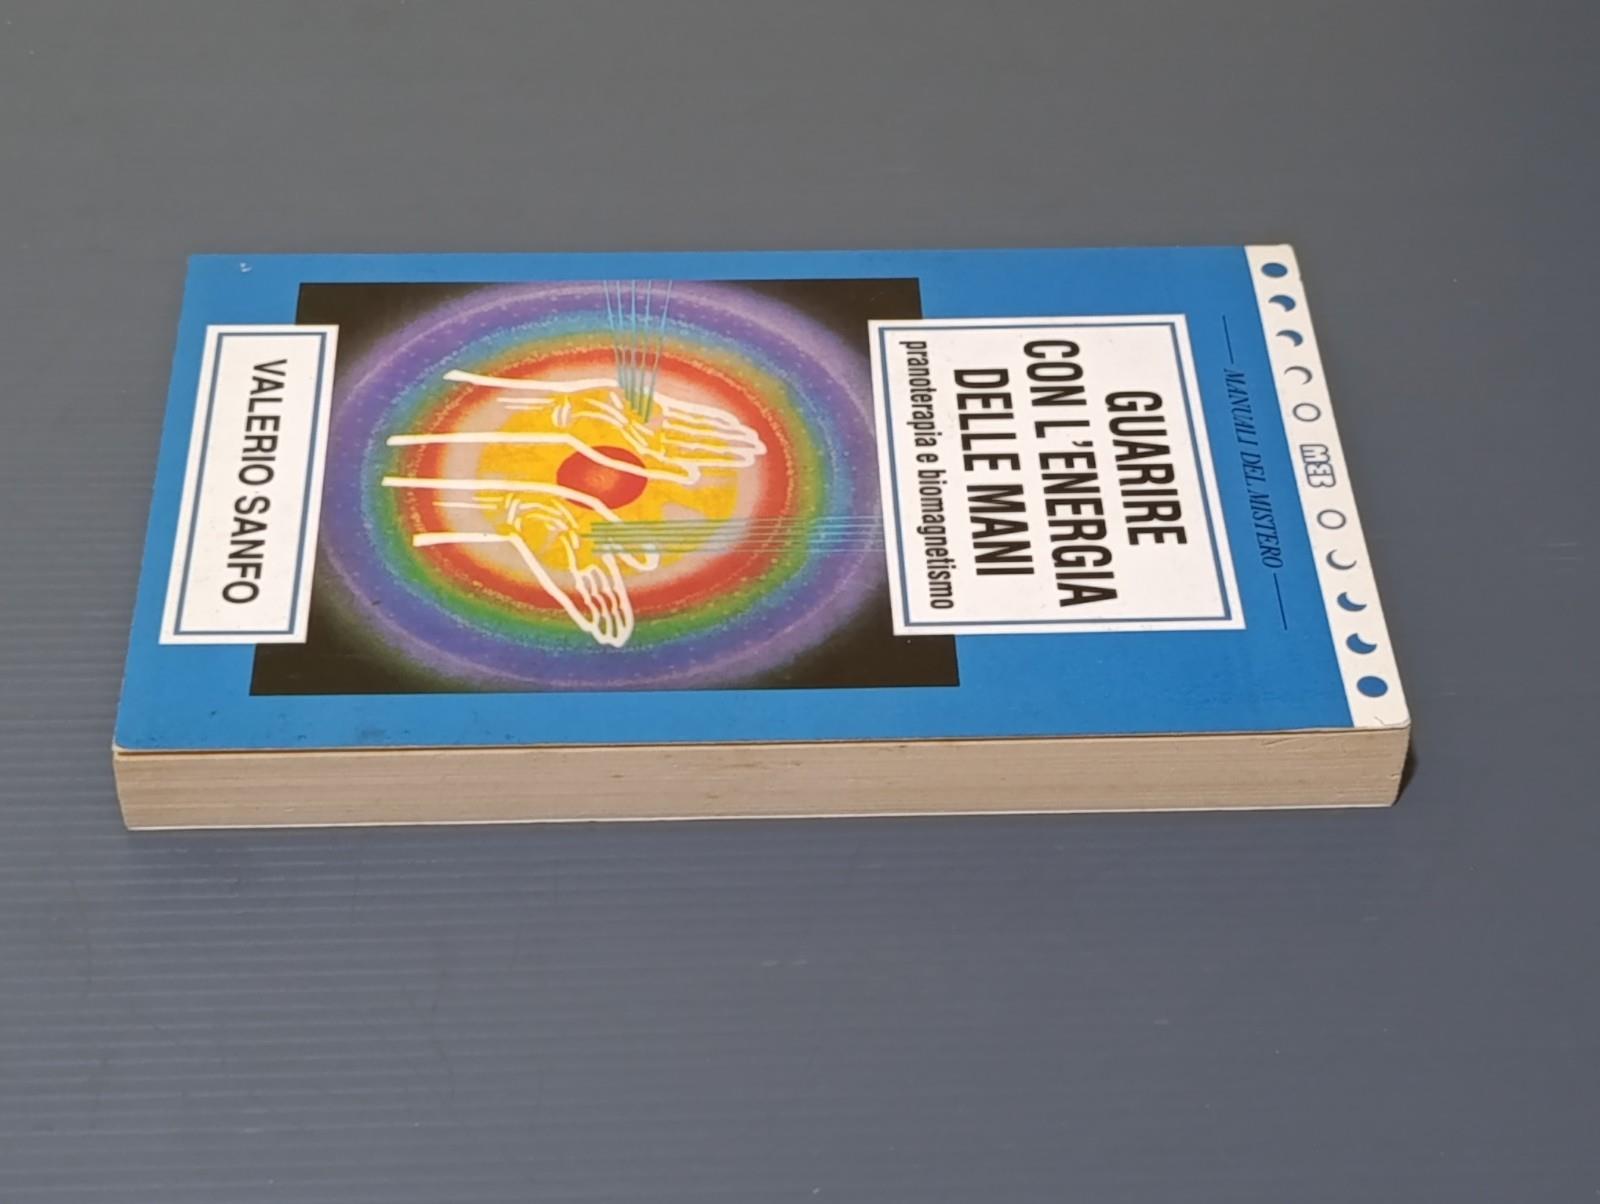 MEB
MANUALI DEL MISTERO
GUARIRE
CON L'ENERGIA
DELLE MANI
pranoterapia e biomagnetismo
VALERIO SANFO